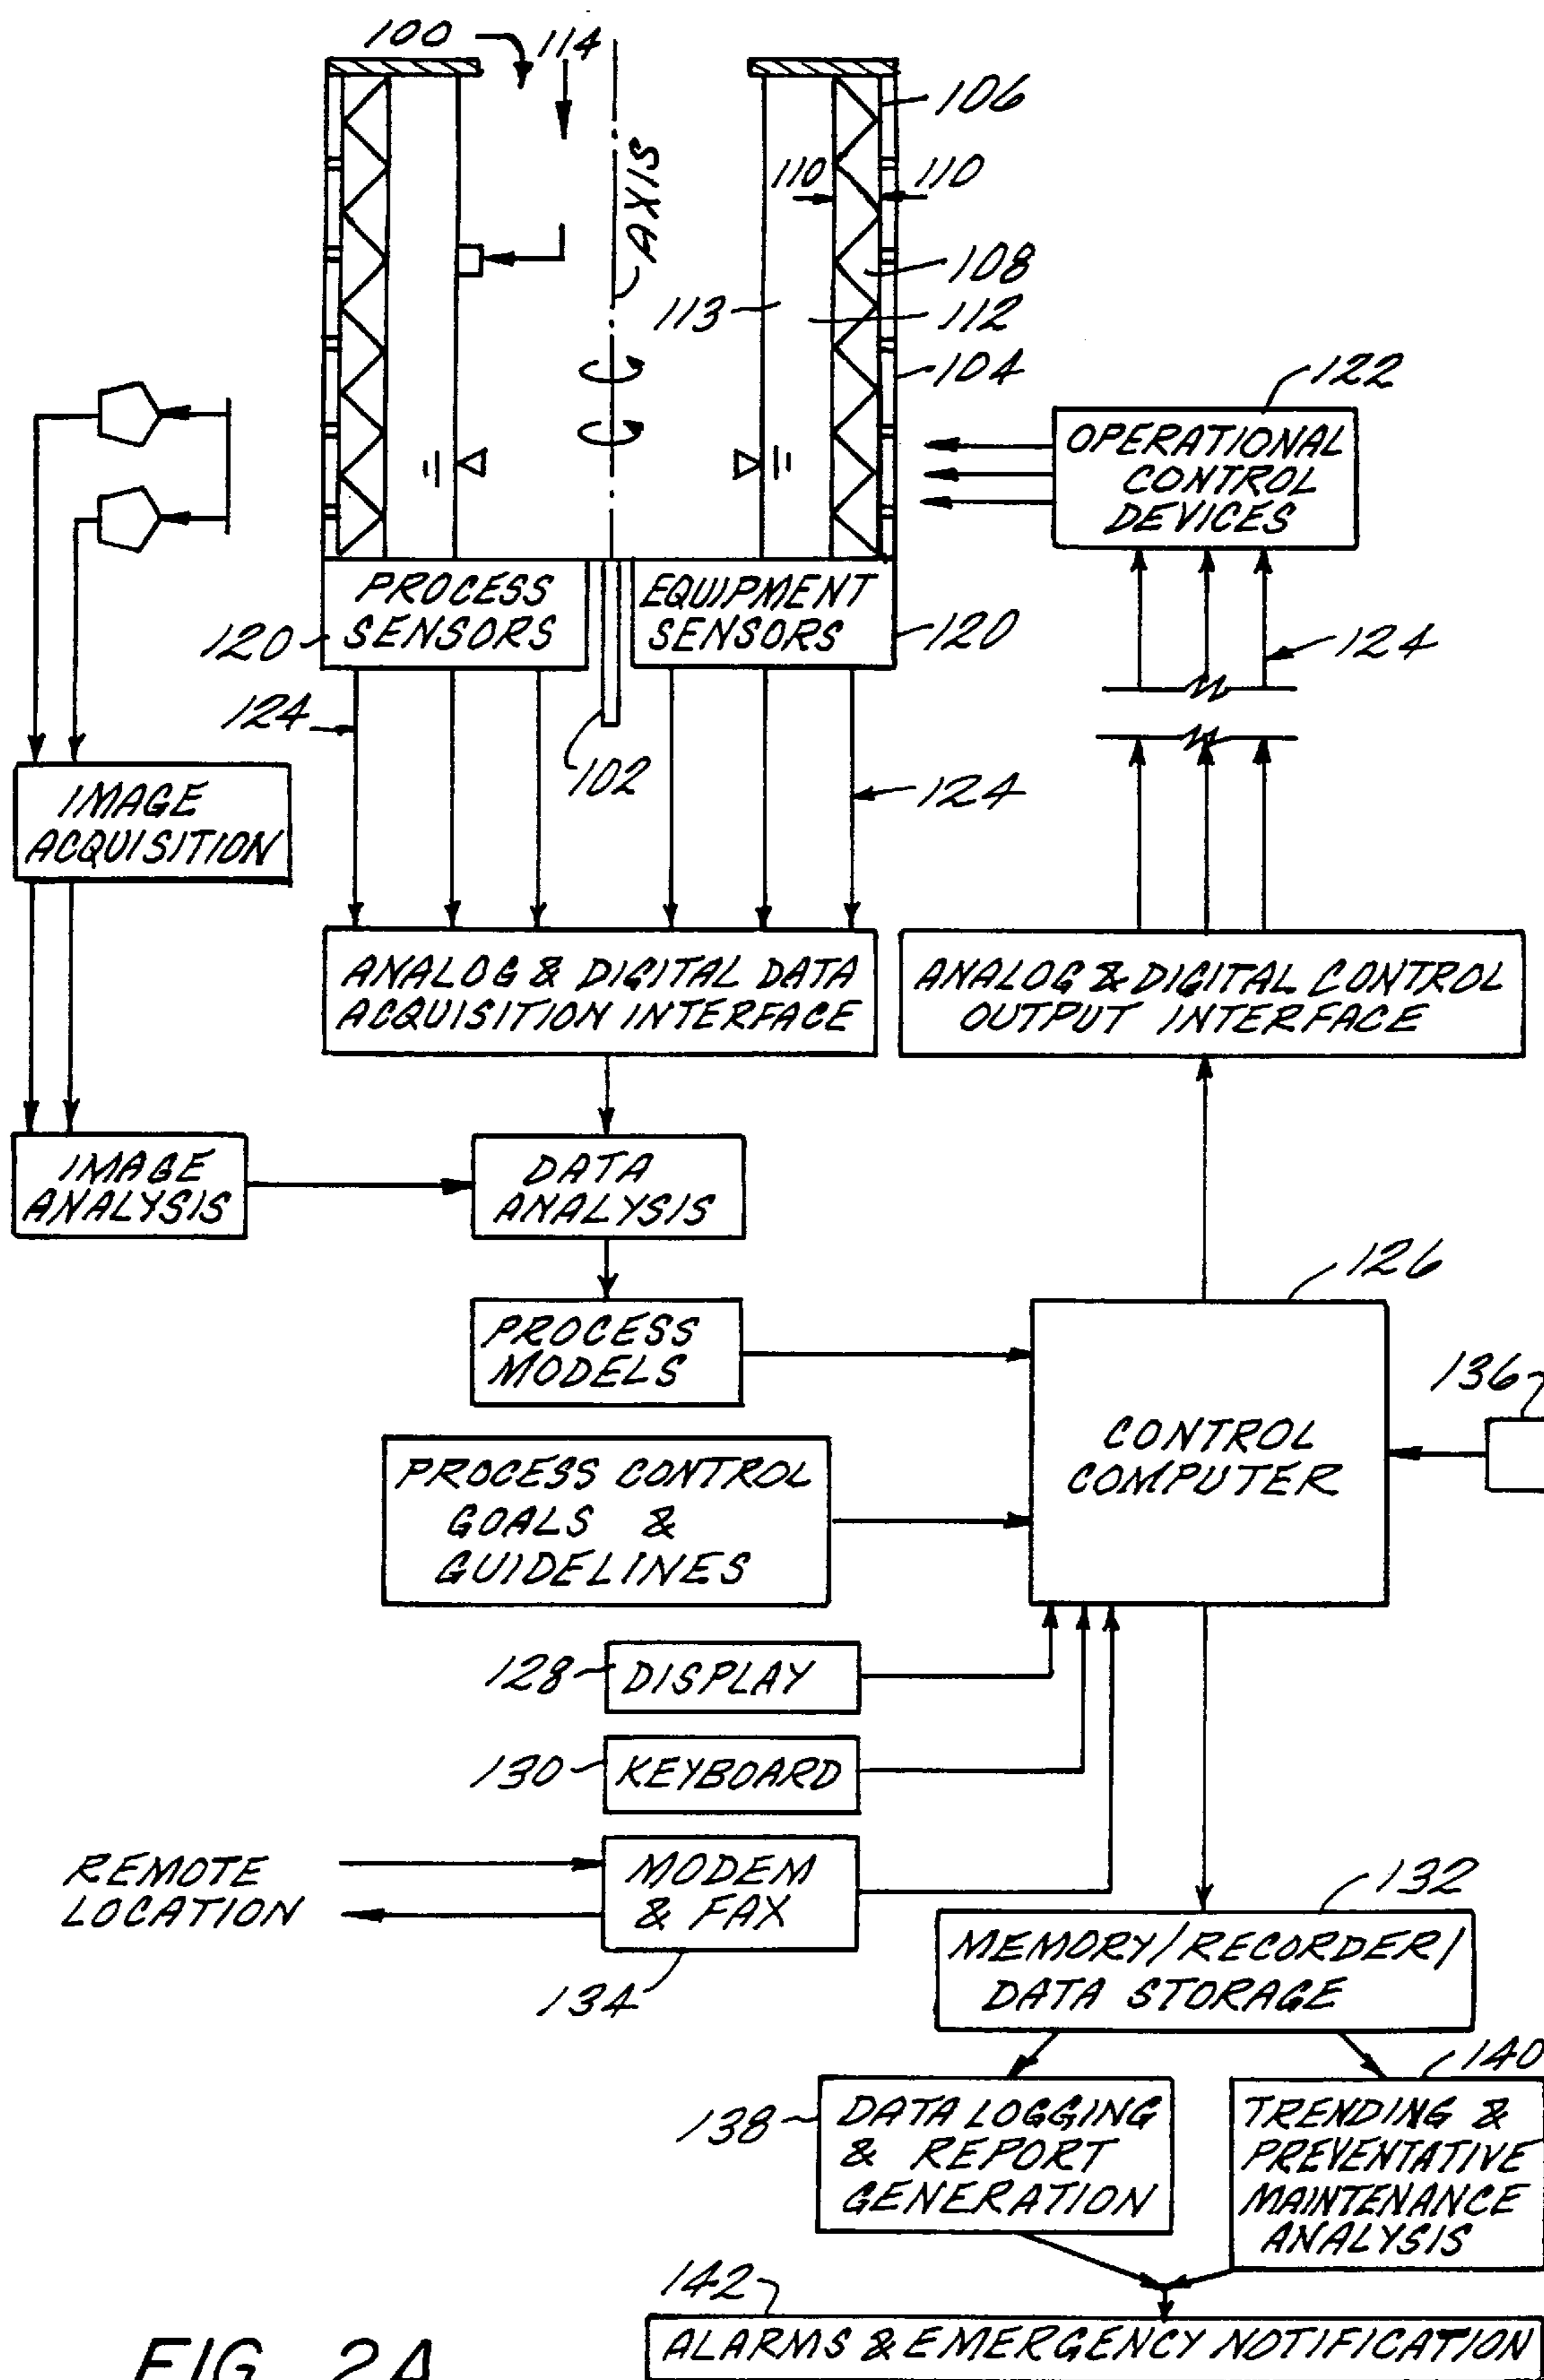 100
114
106
AXIS
110
110
108
113
112
104
122
OPERATIONAL
CONTROL
DEVICES
PROCESS
SENSORS
EQUIPMENT
SENSORS
120
120
124
124
102
124
IMAGE
ACQUISITION
ANALOG & DIGITAL DATA
ACQUISITION INTERFACE
ANALOG & DIGITAL CONTROL
OUTPUT INTERFACE
IMAGE
ANALYSIS
DATA
ANALYSIS
126
PROCESS
MODELS
136
CONTROL
COMPUTER
PROCESS CONTROL
GOALS &
GUIDELINES
128
DISPLAY
130
KEYBOARD
REMOTE
LOCATION
MODEM
& FAX
134
132
MEMORY/RECORDER/
DATA STORAGE
140
138
DATA LOGGING
& REPORT
GENERATION
TRENDING &
PREVENTATIVE
MAINTENANCE
ANALYSIS
142
ALARMS & EMERGENCY NOTIFICATION
FIG. 2A